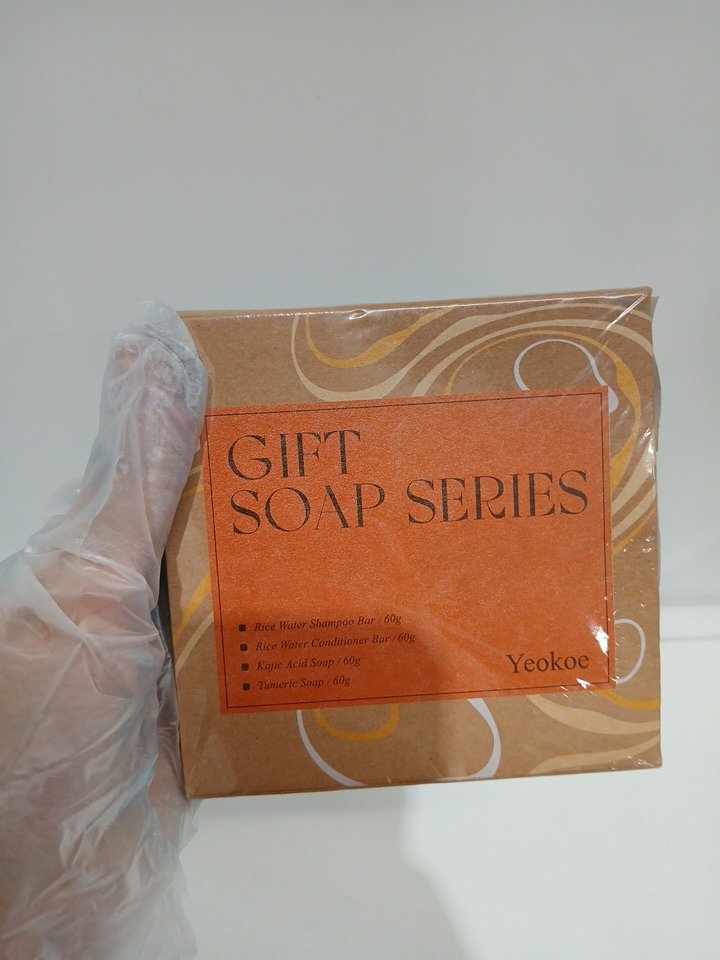 GIFT
SOAP SERIES
Rice Water Shampoo Bar / 60g
Rice Water Conditioner Bar / 60g
Kojic Acid Soap / 60g
Tumeric Soap / 60g
Yeokoe